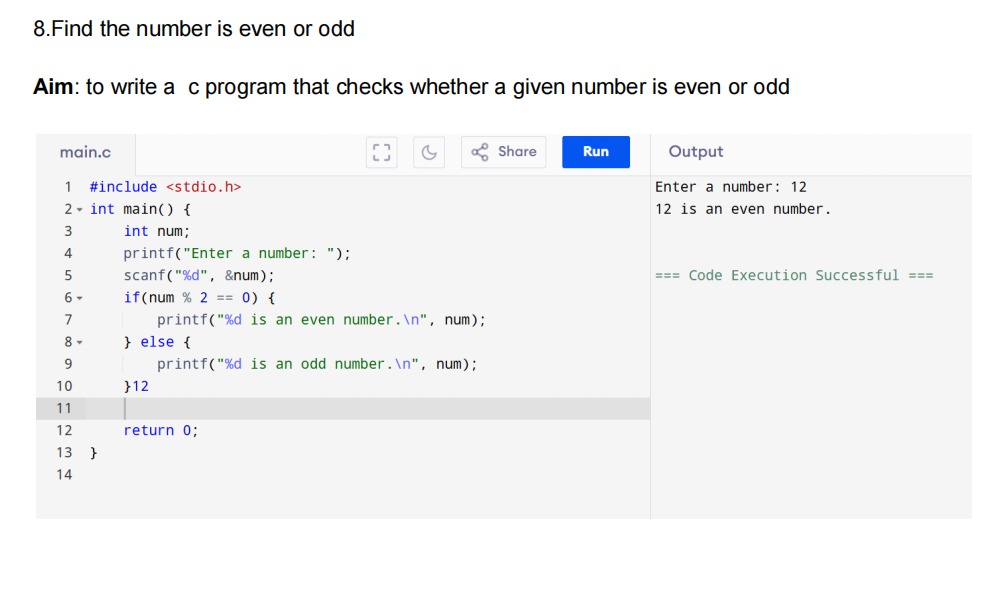 8.Find the number is even or odd
Aim: to write a  c program that checks whether a given number is even or odd
main.c
Share
Run
Output
1 #include <stdio.h>
2 int main() {
3     int num;
4     printf("Enter a number: ");
5     scanf("%d", &num);
6     if(num % 2 == 0) {
7         printf("%d is an even number.\n", num);
8     } else {
9         printf("%d is an odd number.\n", num);
10     }12
11
12     return 0;
13 }
14
Enter a number: 12
12 is an even number.
=== Code Execution Successful ===